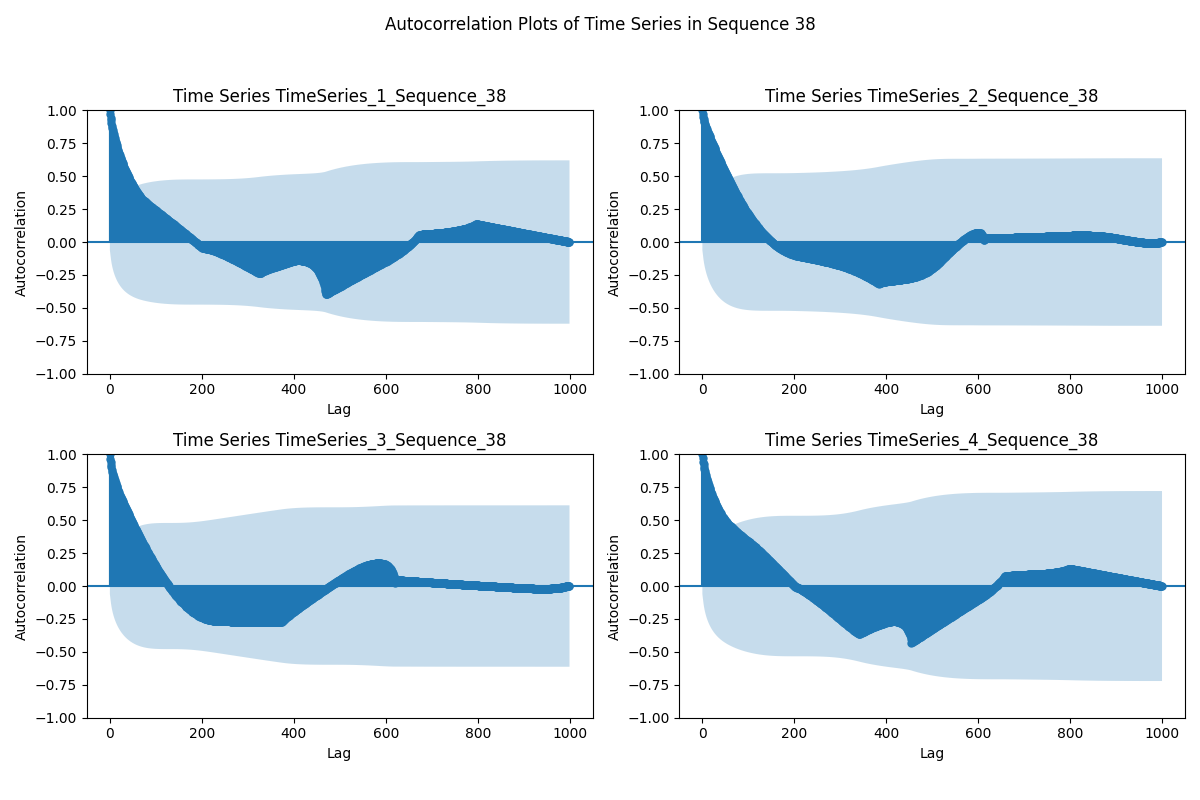 Autocorrelation Plots of Time Series in Sequence 38
Time Series TimeSeries_1_Sequence_38
Time Series TimeSeries_2_Sequence_38
1.00
0.75
0.50
0.25
0.00
−0.25
−0.50
−0.75
−1.00
Autocorrelation
0 200 400 600 800 1000
Lag
1.00
0.75
0.50
0.25
0.00
−0.25
−0.50
−0.75
−1.00
Autocorrelation
0 200 400 600 800 1000
Lag
Time Series TimeSeries_3_Sequence_38
Time Series TimeSeries_4_Sequence_38
1.00
0.75
0.50
0.25
0.00
−0.25
−0.50
−0.75
−1.00
Autocorrelation
0 200 400 600 800 1000
Lag
1.00
0.75
0.50
0.25
0.00
−0.25
−0.50
−0.75
−1.00
Autocorrelation
0 200 400 600 800 1000
Lag